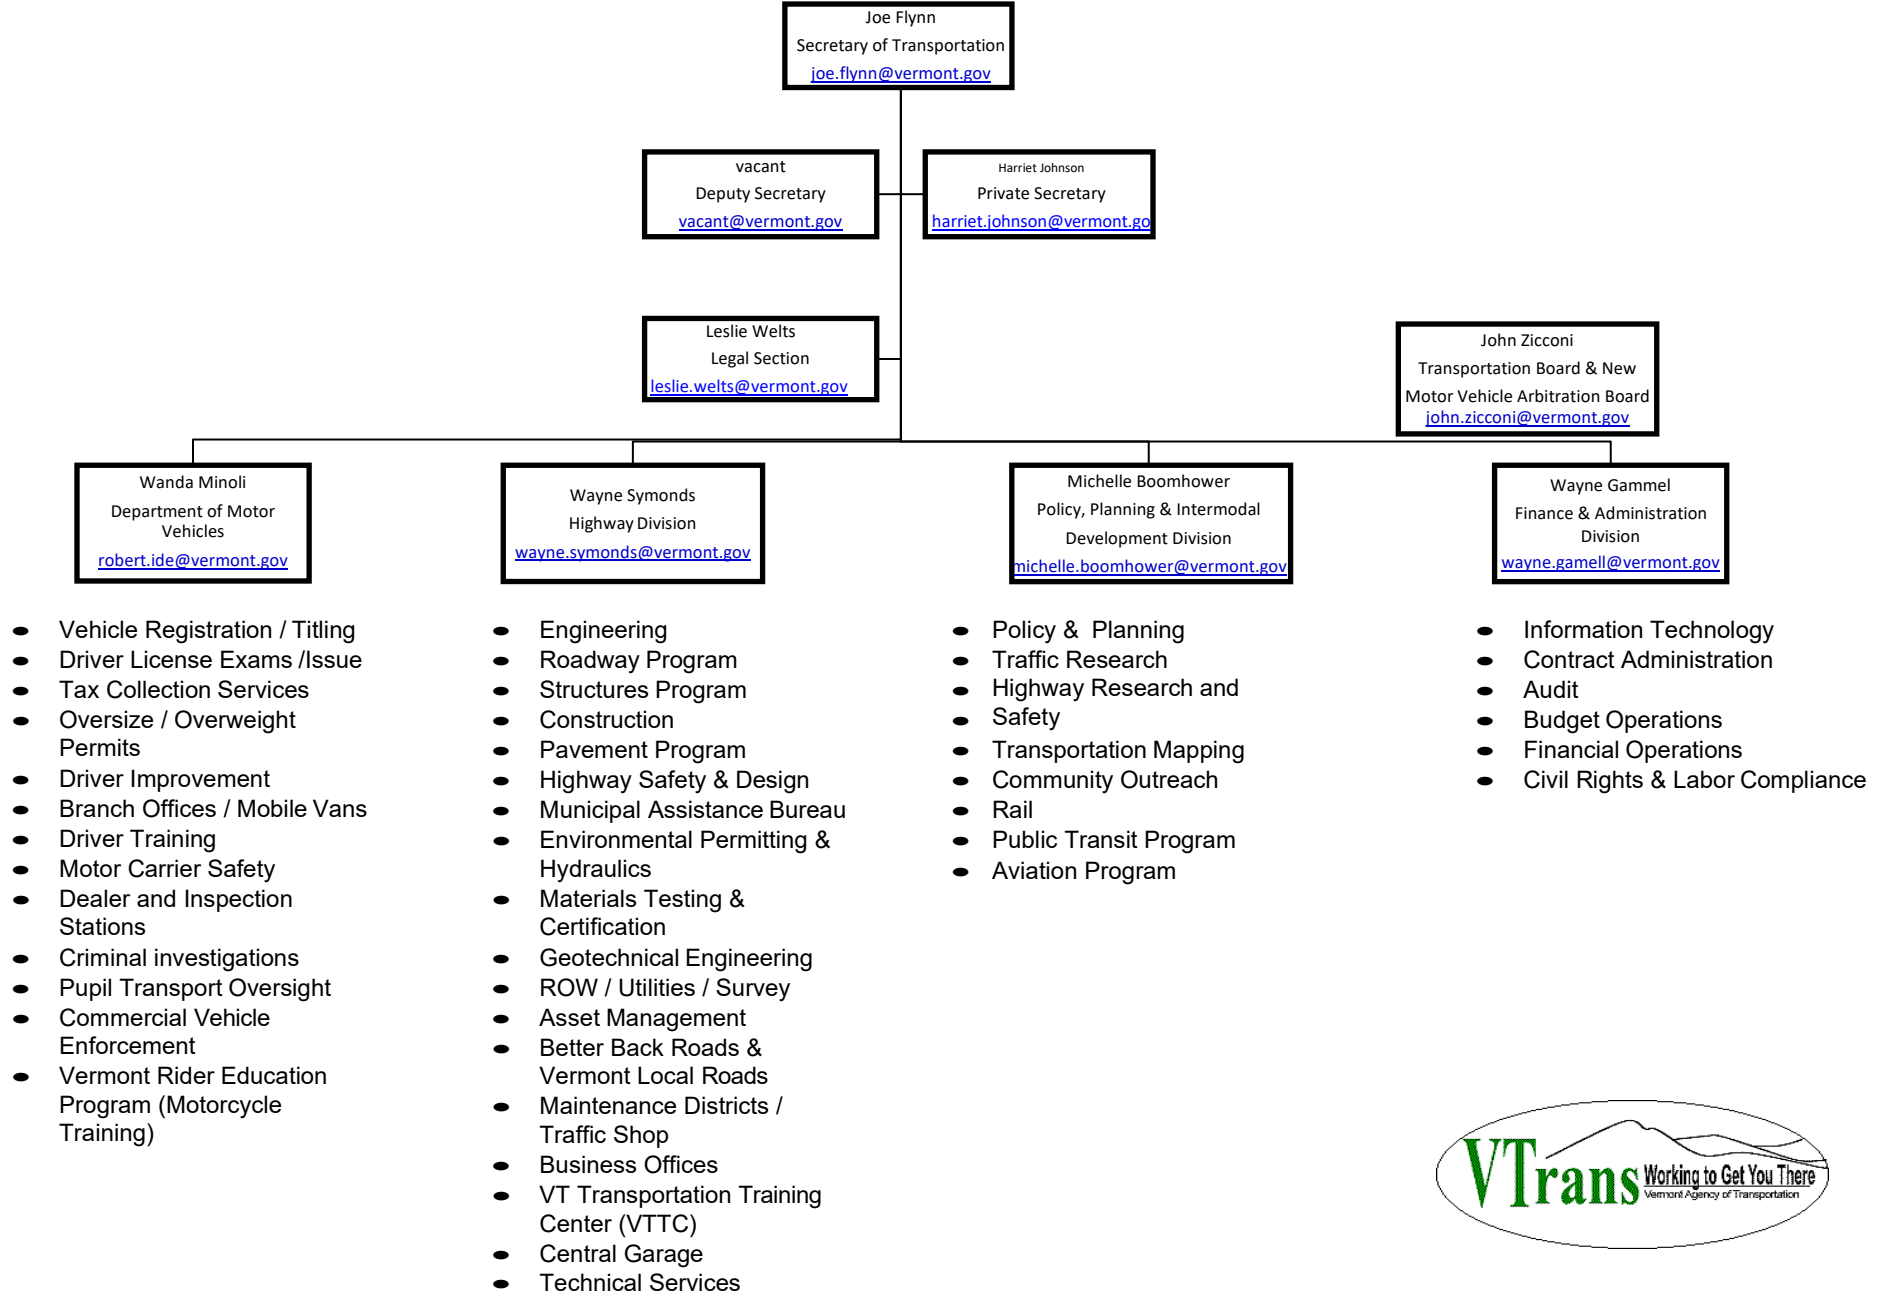 Joe Flynn
Secretary of Transportation
joe.flynn@vermont.gov
vacant
Deputy Secretary
vacant@vermont.gov
Harriet Johnson
Private Secretary
harriet.johnson@vermont.go
Leslie Welts
Legal Section
leslie.welts@vermont.gov
John Zicconi
Transportation Board & New
Motor Vehicle Arbitration Board
john.zicconi@vermont.gov
Wanda Minoli
Department of Motor
Vehicles
robert.ide@vermont.gov
Wayne Symonds
Highway Division
wayne.symonds@vermont.gov
Michelle Boomhower
Policy, Planning & Intermodal
Development Division
michelle.boomhower@vermont.gov
Wayne Gammel
Finance & Administration
Division
wayne.gamell@vermont.gov
• Vehicle Registration / Titling
• Driver License Exams /Issue
• Tax Collection Services
• Oversize / Overweight
Permits
• Driver Improvement
• Branch Offices / Mobile Vans
• Driver Training
• Motor Carrier Safety
• Dealer and Inspection
Stations
• Criminal investigations
• Pupil Transport Oversight
• Commercial Vehicle
Enforcement
• Vermont Rider Education
Program (Motorcycle
Training)
• Engineering
• Roadway Program
• Structures Program
• Construction
• Pavement Program
• Highway Safety & Design
• Municipal Assistance Bureau
• Environmental Permitting &
Hydraulics
• Materials Testing &
Certification
• Geotechnical Engineering
• ROW / Utilities / Survey
• Asset Management
• Better Back Roads &
Vermont Local Roads
• Maintenance Districts /
Traffic Shop
• Business Offices
• VT Transportation Training
Center (VTTC)
• Central Garage
• Technical Services
• Policy & Planning
• Traffic Research
• Highway Research and
• Safety
• Transportation Mapping
• Community Outreach
• Rail
• Public Transit Program
• Aviation Program
• Information Technology
• Contract Administration
• Audit
• Budget Operations
• Financial Operations
• Civil Rights & Labor Compliance
VTrans Working to Get You There
Vermont Agency of Transportation